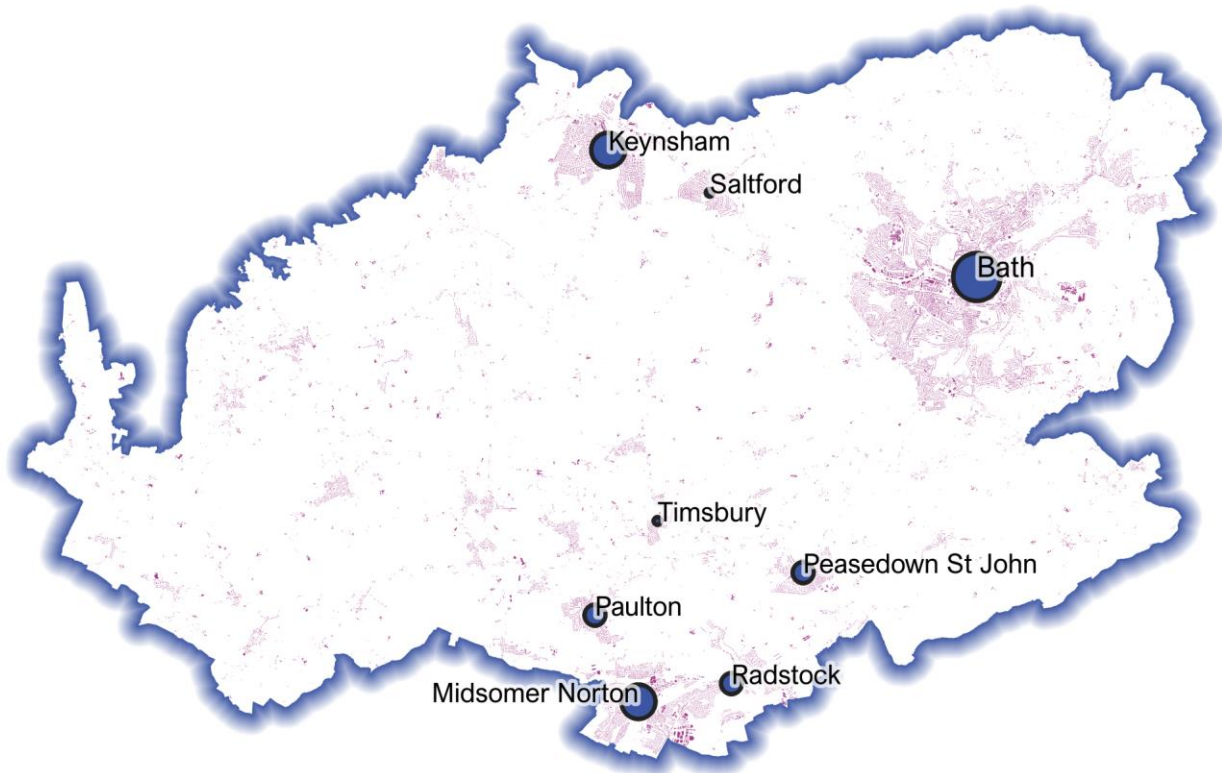 Keynsham
Saltford
Bath
Timsbury
Peasedown St John
Paulton
Radstock
Midsomer Norton